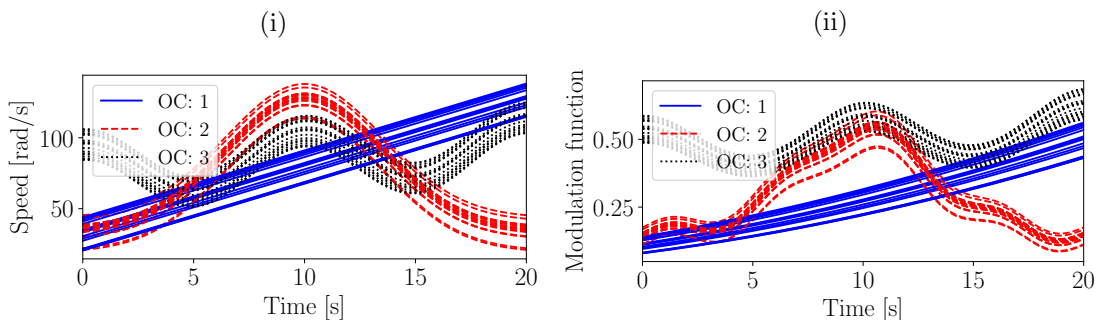 (i)
Speed [rad/s]
100
50
OC: 1
OC: 2
OC: 3
0
5
10
15
20
Time [s]
(ii)
Modulation function
0.50
0.25
OC: 1
OC: 2
OC: 3
0
5
10
15
20
Time [s]